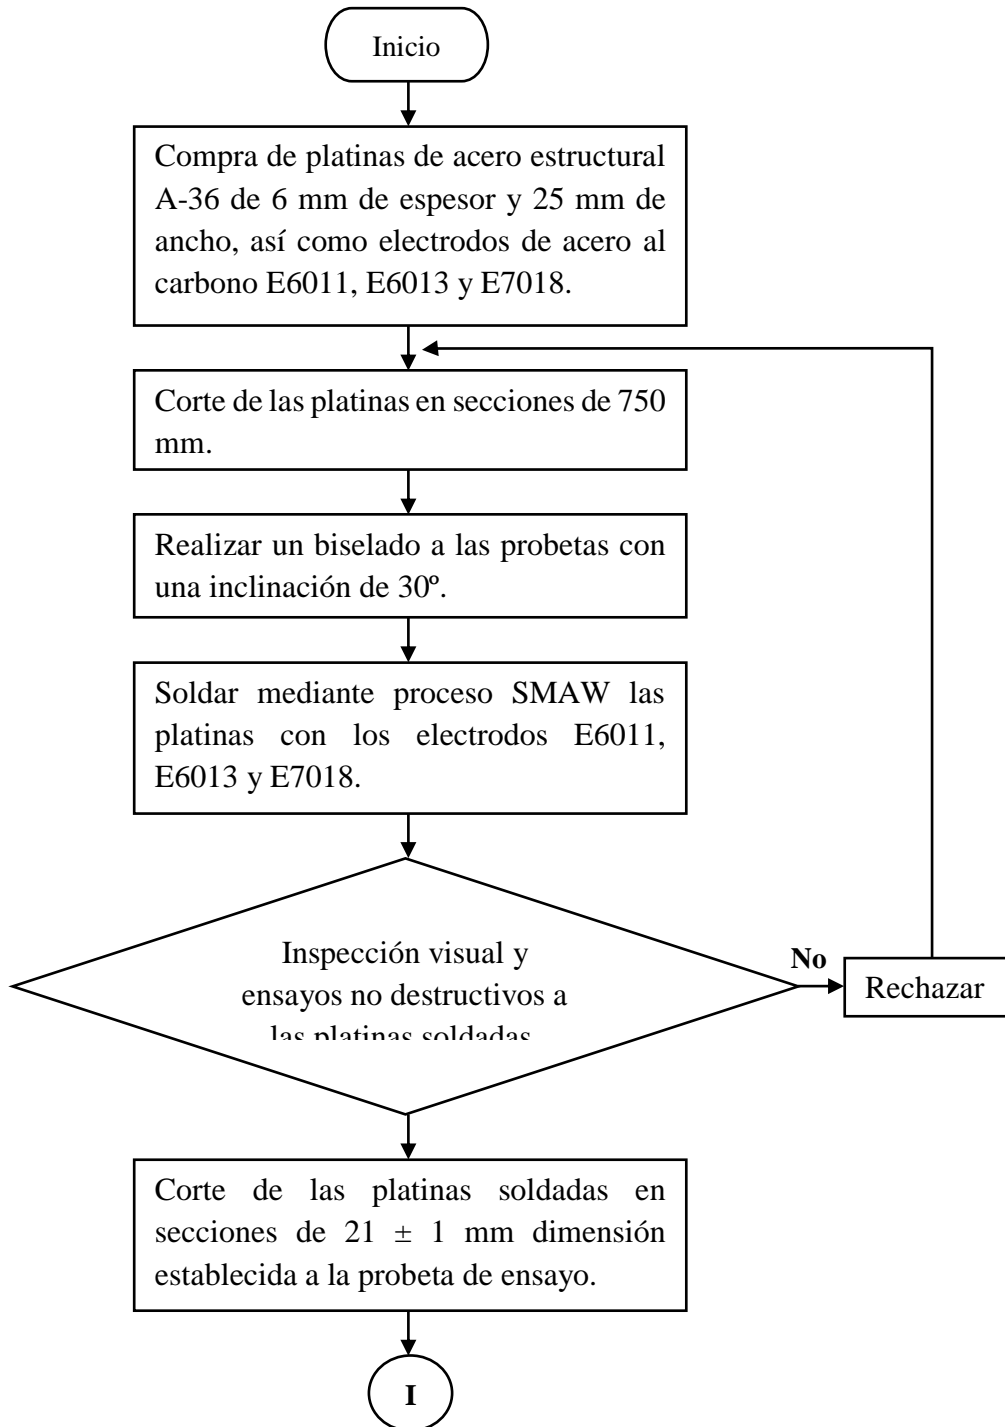 Inicio
Compra de platinas de acero estructural
A-36 de 6 mm de espesor y 25 mm de
ancho, así como electrodos de acero al
carbono E6011, E6013 y E7018.
Corte de las platinas en secciones de 750
mm.
Realizar un biselado a las probetas con
una inclinación de 30º.
Soldar mediante proceso SMAW las
platinas con los electrodos E6011,
E6013 y E7018.
Inspección visual y
ensayos no destructivos a
las platinas soldadas
No
Rechazar
Corte de las platinas soldadas en
secciones de 21 ± 1 mm dimensión
establecida a la probeta de ensayo.
I